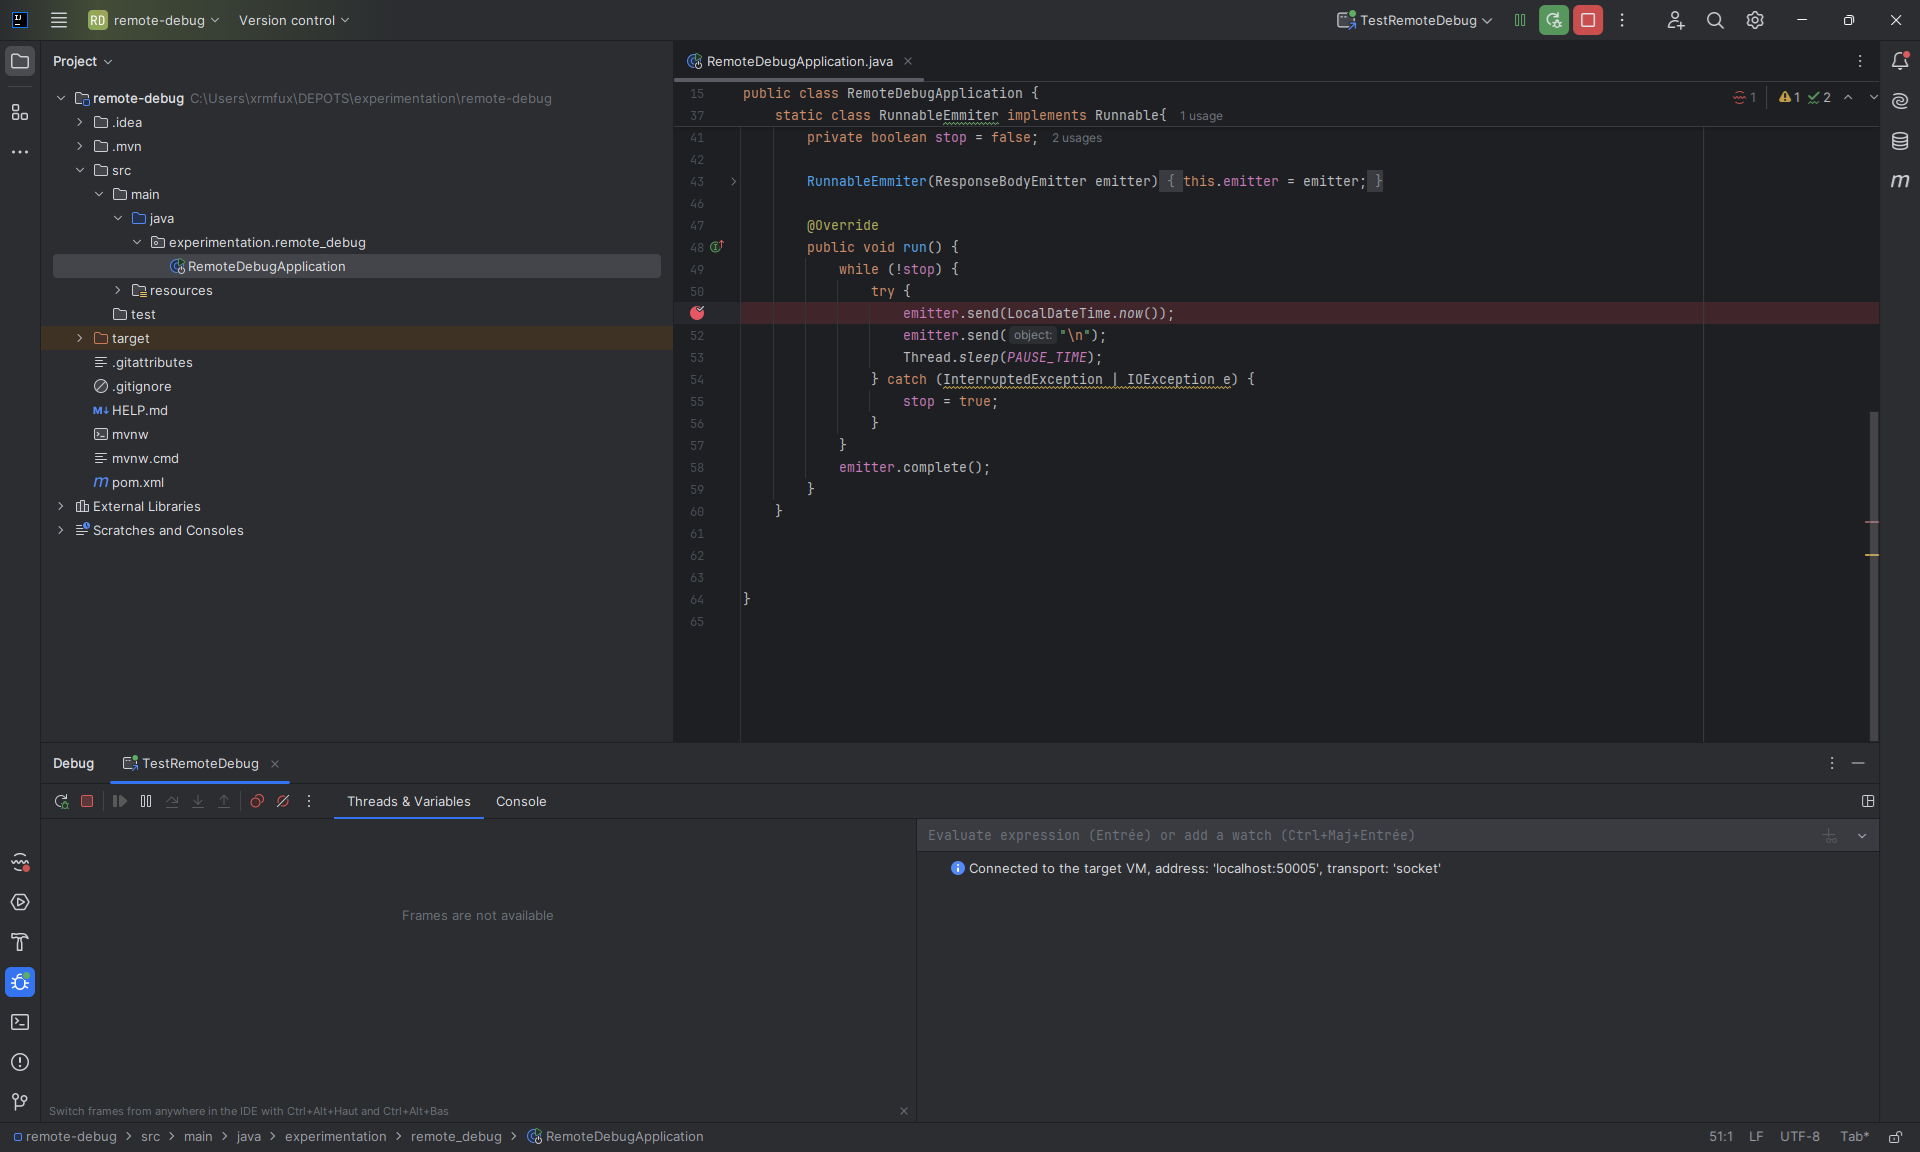 RD remote-debug Version control TestRemoteDebug
Project
remote-debug C:\Users\xrmfux\DEPOTS\experimentation\remote-debug
.idea
.mvn
src
main
java
experimentation.remote_debug
RemoteDebugApplication
resources
test
target
.gitattributes
.gitignore
M↓ HELP.md
mvnw
mvnw.cmd
m pom.xml
External Libraries
Scratches and Consoles
RemoteDebugApplication.java
1 1 2
15 public class RemoteDebugApplication {
37 static class RunnableEmmiter implements Runnable{ 1 usage
41 private boolean stop = false; 2 usages
42
43 RunnableEmmiter(ResponseBodyEmitter emitter) { this.emitter = emitter; }
46
47 @Override
48 public void run() {
49 while (!stop) {
50 try {
emitter.send(LocalDateTime.now());
52 emitter.send( object: "\n");
53 Thread.sleep(PAUSE_TIME);
54 } catch (InterruptedException | IOException e) {
55 stop = true;
56 }
57 }
58 emitter.complete();
59 }
60 }
61
62
63
64 }
65
m
Debug TestRemoteDebug
Threads & Variables Console
Evaluate expression (Entrée) or add a watch (Ctrl+Maj+Entrée)
Connected to the target VM, address: 'localhost:50005', transport: 'socket'
Frames are not available
Switch frames from anywhere in the IDE with Ctrl+Alt+Haut and Ctrl+Alt+Bas
remote-debug > src > main > java > experimentation > remote_debug > RemoteDebugApplication 51:1 LF UTF-8 Tab*